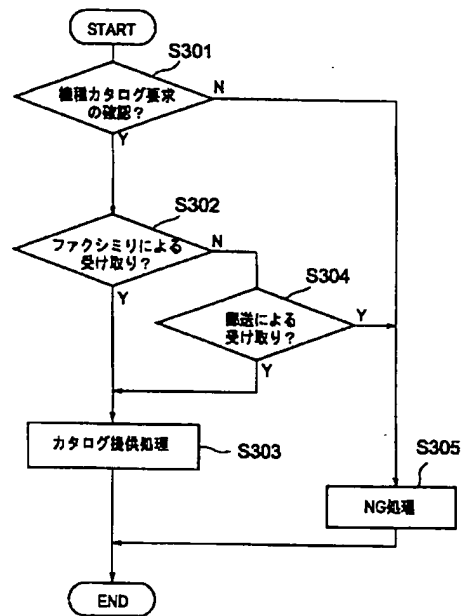 START
S301
機種カタログ要求
の確認？
N
Y
S302
ファクシミリによる
受け取り？
N
Y
S304
郵送による
受け取り？
Y
Y
カタログ提供処理
S303
S305
NG処理
END